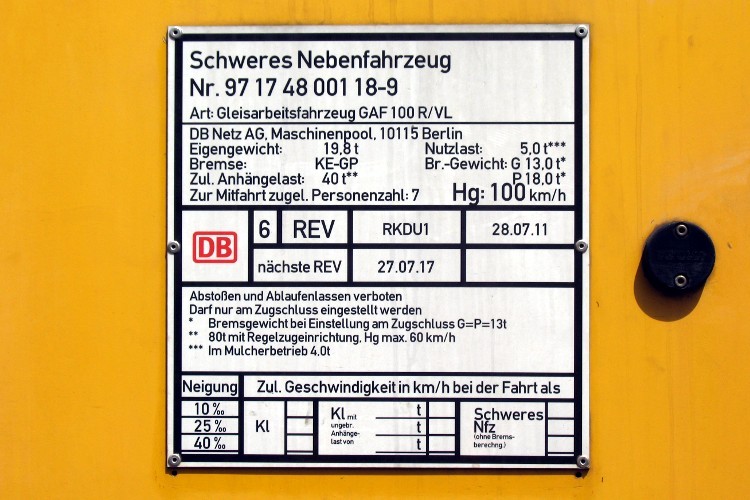 Schweres Nebenfahrzeug
Nr. 97 17 48 001 18-9
Art: Gleisarbeitsfahrzeug GAF 100 R/VL
DB Netz AG, Maschinenpool, 10115 Berlin
Eigengewicht: 19,8 t Nutzlast: 5,0 t***
Bremse: KE-GP Br.-Gewicht: G 13,0 t*
Zul. Anhängelast: 40 t** P 18,0 t*
Zur Mitfahrt zugel. Personenzahl: 7 Hg: 100 km/h
DB 6 REV RKDU1 28.07.11
nächste REV 27.07.17
Abstoßen und Ablaufenlassen verboten
Darf nur am Zugschluss eingestellt werden
* Bremsgewicht bei Einstellung am Zugschluss G=P=13t
** 80t mit Regelzugeinrichtung, Hg max. 60 km/h
*** Im Mulcherbetrieb 4,0t
Neigung Zul. Geschwindigkeit in km/h bei der Fahrt als
10 ‰
25 ‰
40 ‰
Kl
Kl mit t
ungebr. t
Anhänge-
last von t
Schweres
Nfz
(ohne Brems-
berechng.)